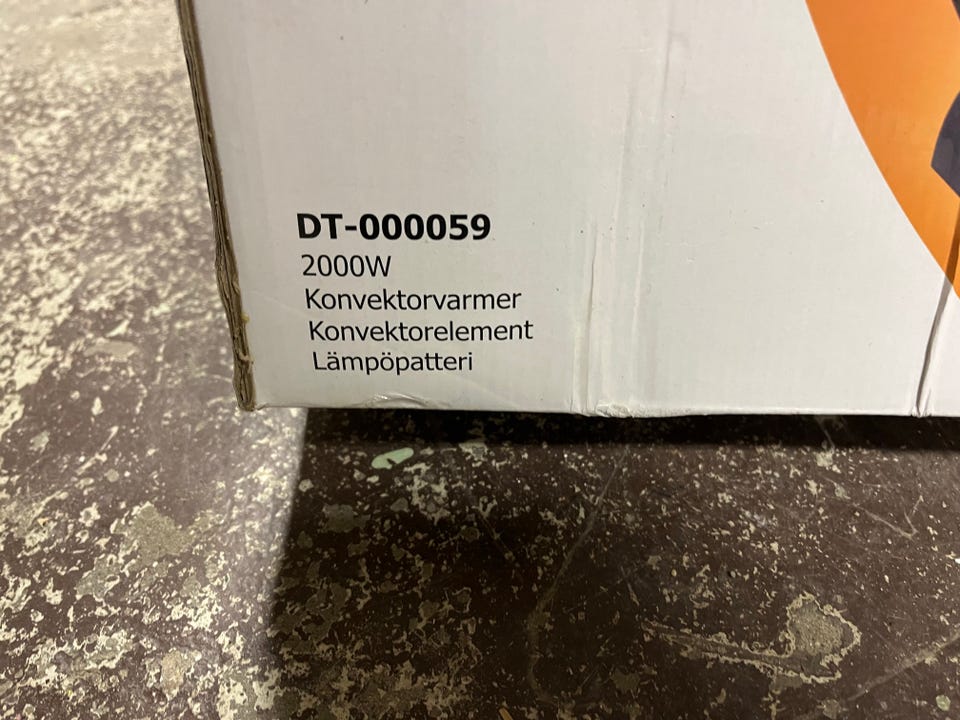 DT-000059
2000W
Konvektorvarmer
Konvektorelement
Lämpöpatteri